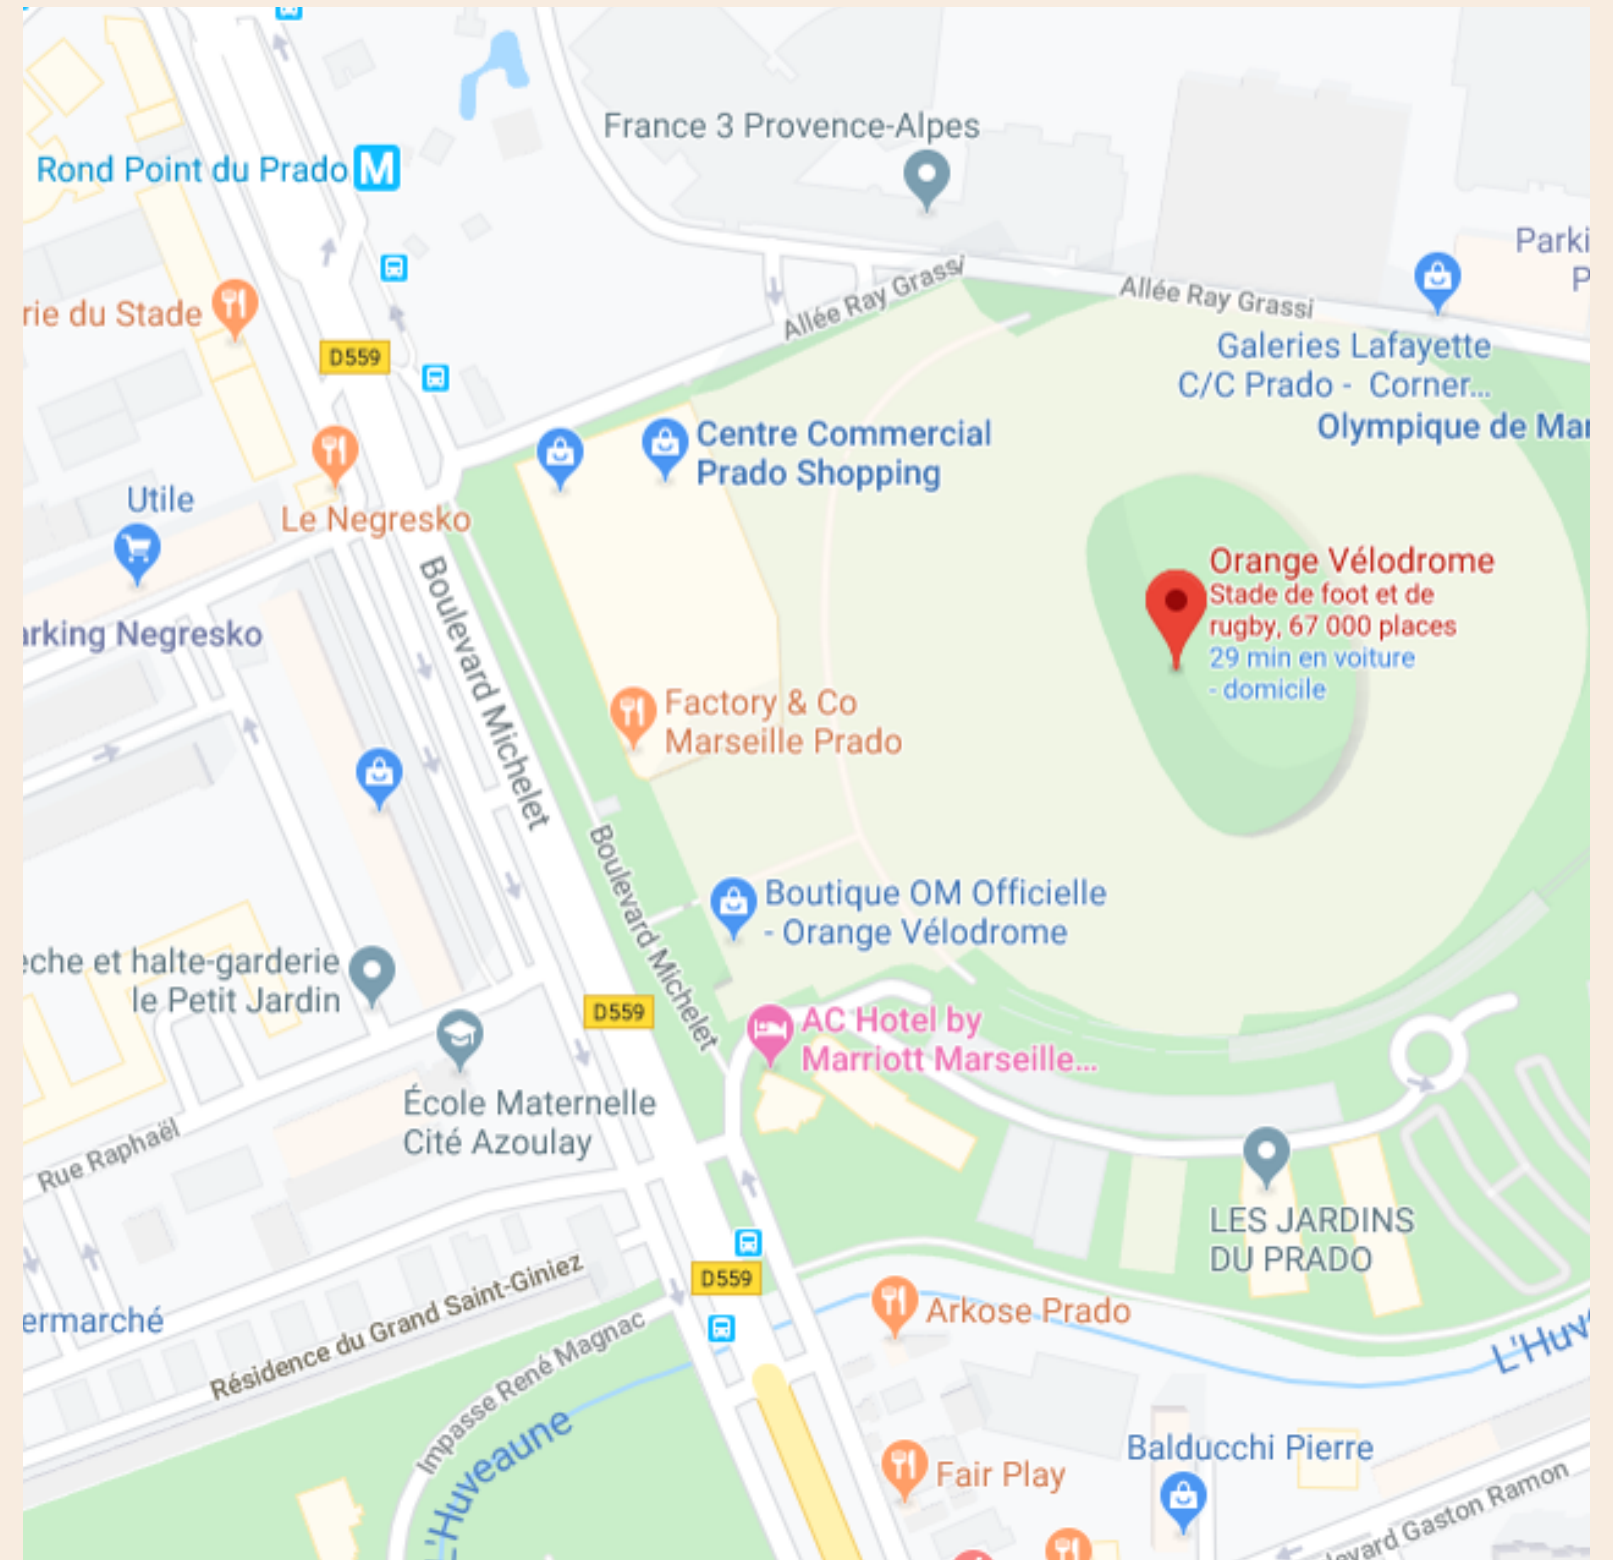 France 3 Provence-Alpes
Rond Point du Prado
M
Parki
P
Allée Ray Grassi
Allée Ray Grassi
rie du Stade
D559
Galeries Lafayette
C/C Prado - Corner...
Olympique de Mar
Centre Commercial
Prado Shopping
Utile
Le Negresko
arking Negresko
Boulevard Michelet
Orange Vélodrome
Stade de foot et de
rugby, 67 000 places
29 min en voiture
- domicile
Factory & Co
Marseille Prado
Boulevard Michelet
Boutique OM Officielle
- Orange Vélodrome
èche et halte-garderie
le Petit Jardin
D559
AC Hotel by
Marriott Marseille...
École Maternelle
Cité Azoulay
Rue Raphaël
LES JARDINS
DU PRADO
D559
Résidence du Grand Saint-Giniez
ermarché
Arkose Prado
L'Huv
Impasse René Magnac
L'Huveaune
Balducchi Pierre
Fair Play
levard Gaston Ramon